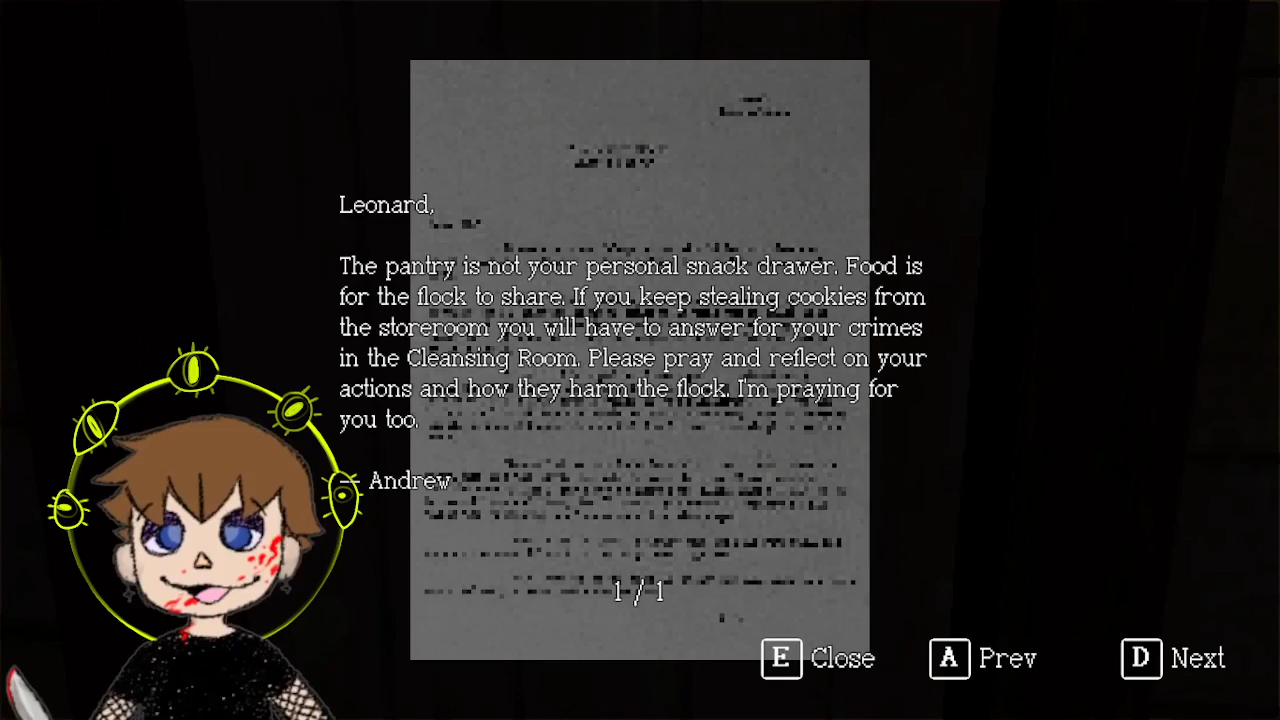 Leonard,
The pantry is not your personal snack drawer. Food is
for the flock to share. If you keep stealing cookies from
the storeroom you will have to answer for your crimes
in the Cleansing Room. Please pray and reflect on your
actions and how they harm the flock. I'm praying for
you too.
-- Andrew
1 / 1
E Close A Prev D Next